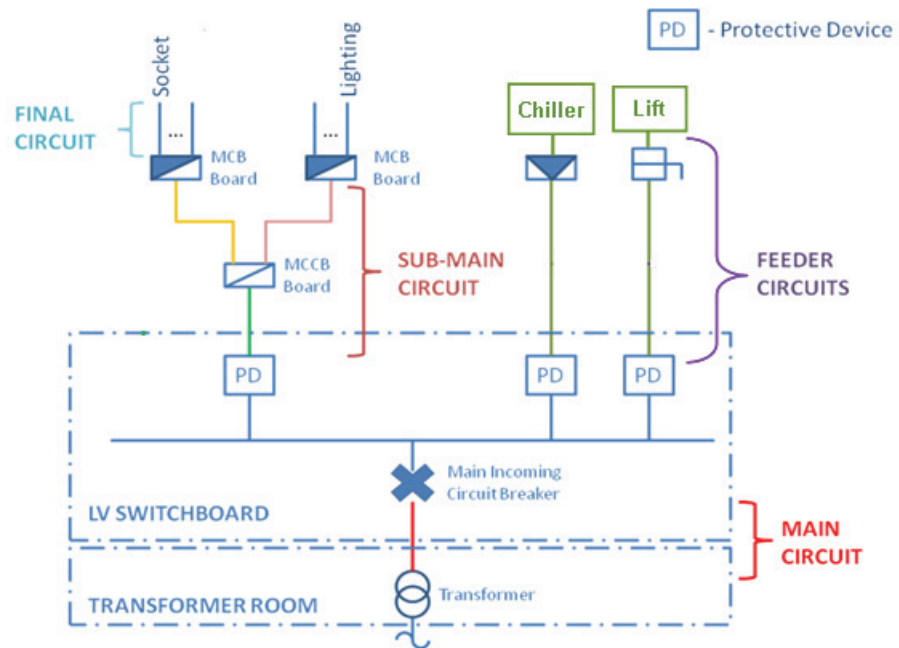 PD - Protective Device
Socket
Lighting
Chiller
Lift
FINAL
CIRCUIT
...
...
MCB
Board
MCB
Board
SUB-MAIN
CIRCUIT
FEEDER
CIRCUITS
MCCB
Board
PD
PD
PD
Main Incoming
Circuit Breaker
LV SWITCHBOARD
MAIN
CIRCUIT
Transformer
TRANSFORMER ROOM